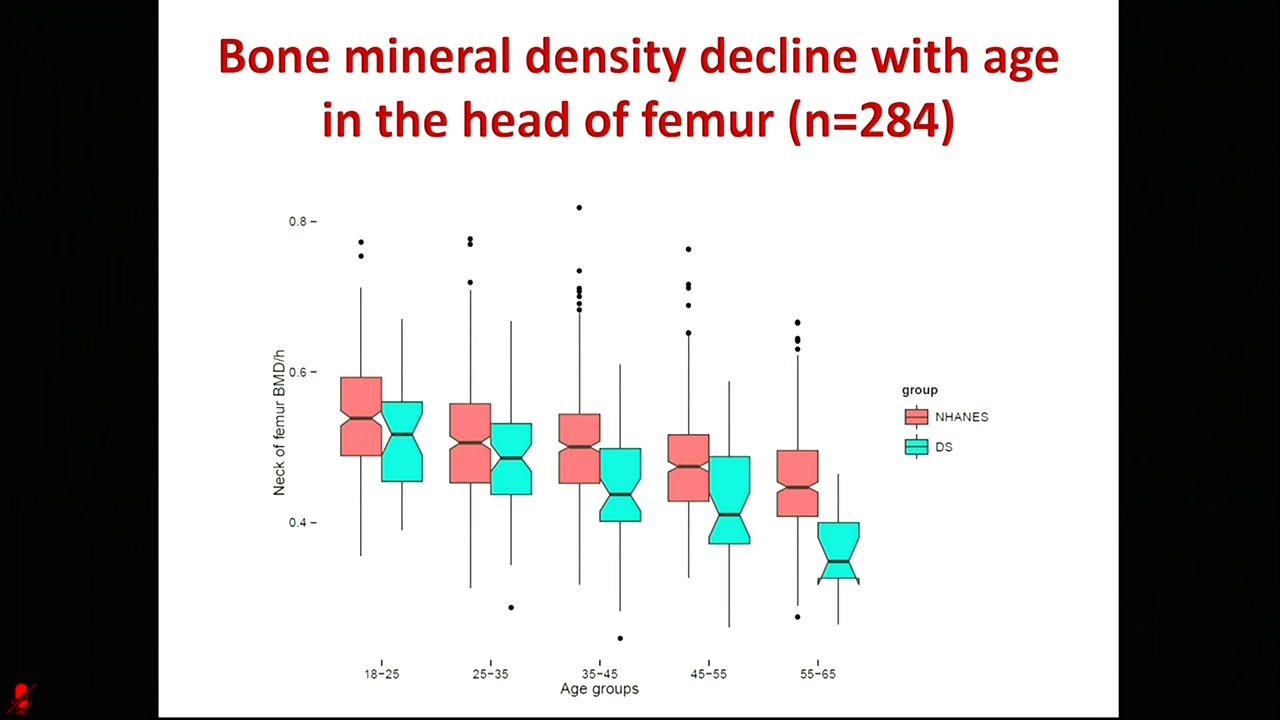 Bone mineral density decline with age
in the head of femur (n=284)
0.8
0.6
0.4
Neck of femur BMD/h
18-25
25-35
35-45
45-55
55-65
Age groups
group
NHANES
DS